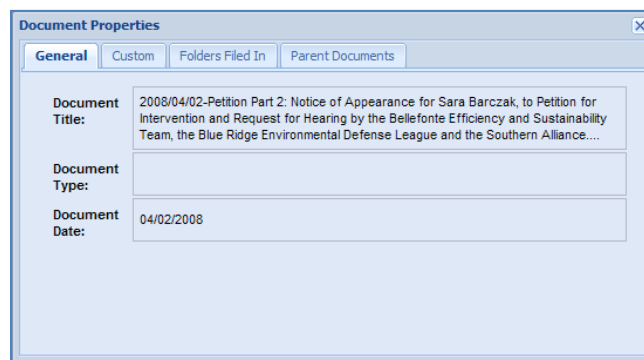 Document Properties
General Custom Folders Filed In Parent Documents
Document Title:
2008/04/02-Petition Part 2: Notice of Appearance for Sara Barczak, to Petition for
Intervention and Request for Hearing by the Bellefonte Efficiency and Sustainability
Team, the Blue Ridge Environmental Defense League and the Southern Alliance....
Document Type:
Document Date:
04/02/2008